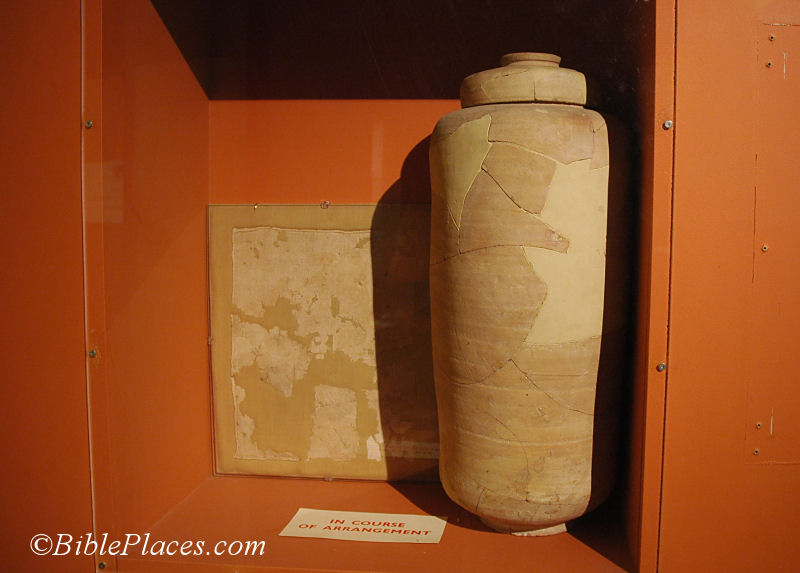 IN COURSE
OF ARRANGEMENT
©BiblePlaces.com